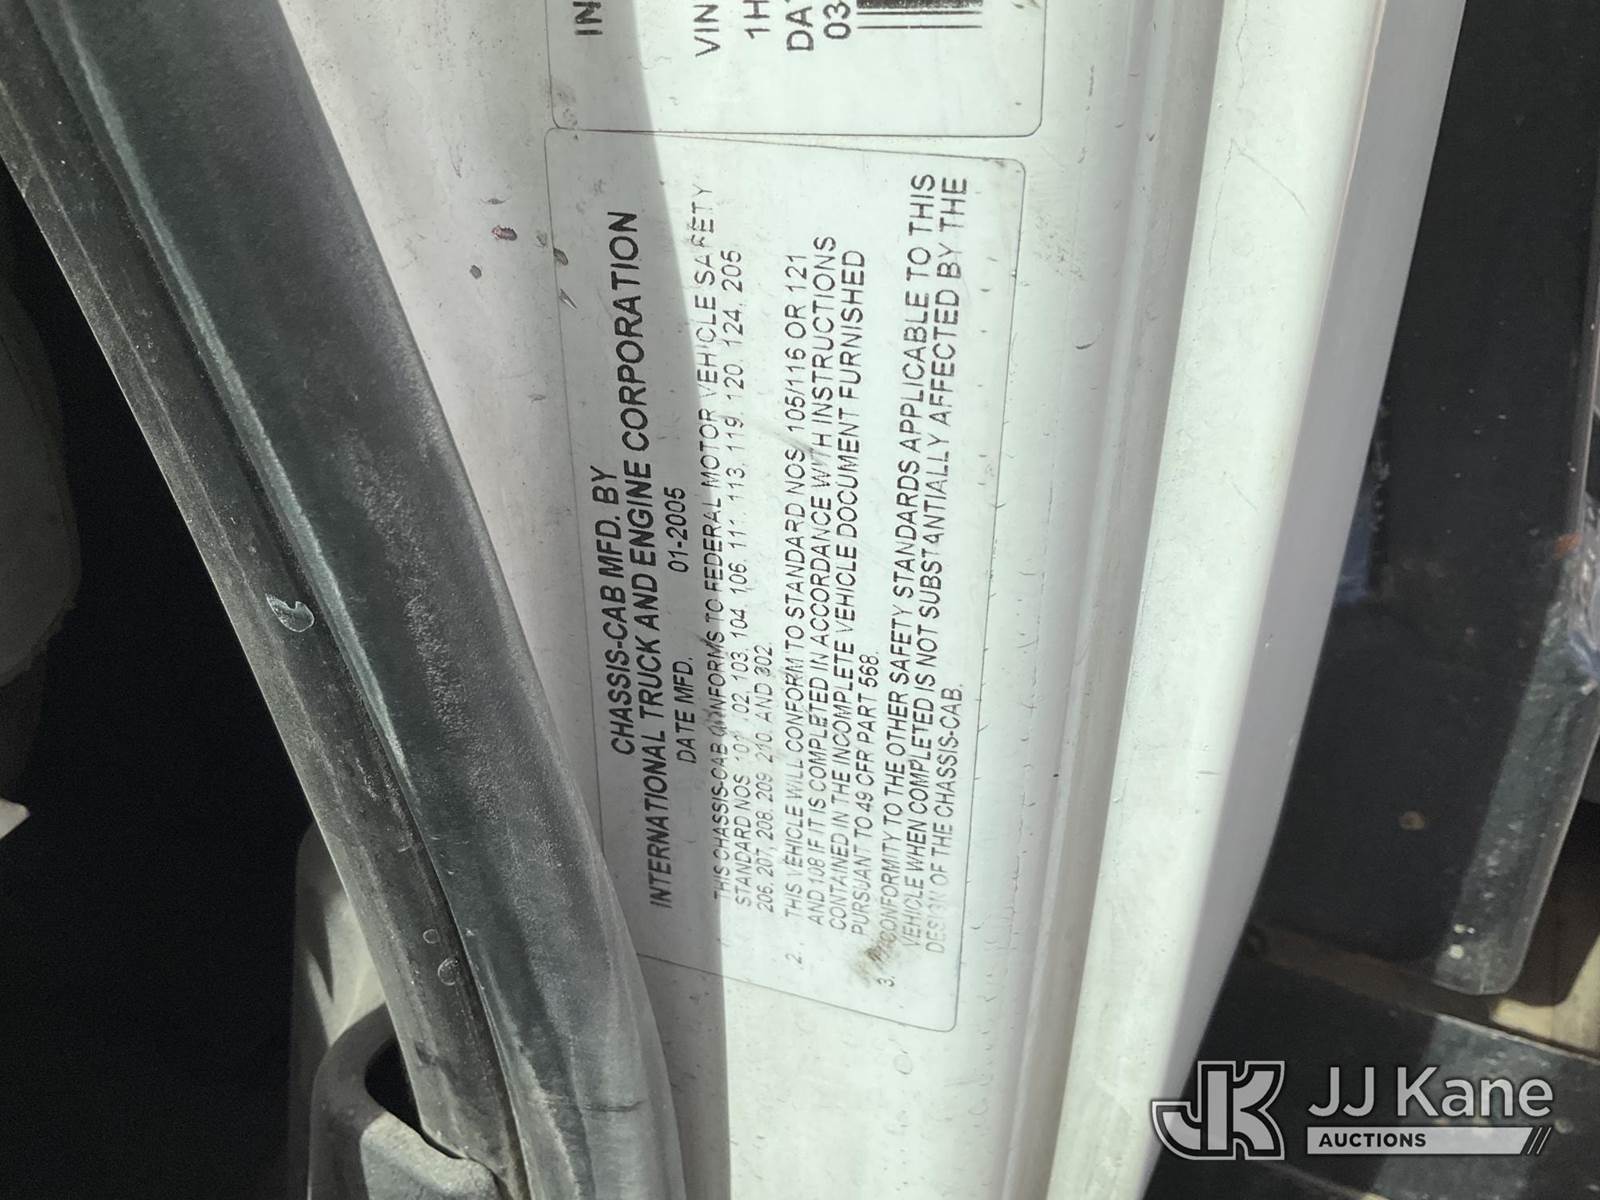 IN
VIN
1H
DA
03
CHASSIS-CAB MFD. BY
INTERNATIONAL TRUCK AND ENGINE CORPORATION
DATE MFD. 01-2005
THIS CHASSIS-CAB CONFORMS TO FEDERAL MOTOR VEHICLE SAFETY
STANDARD NOS 101 102. 103. 104. 106. 111. 113. 119. 120. 124. 205
206. 207, 208. 209. 210. AND 302.
2. THIS VEHICLE WILL CONFORM TO STANDARD NOS 105/116 OR 121
AND 108 IF IT IS COMPLETED IN ACCORDANCE WITH INSTRUCTIONS
CONTAINED IN THE INCOMPLETE VEHICLE DOCUMENT FURNISHED
PURSUANT TO 49 CFR PART 568.
3. CONFORMITY TO THE OTHER SAFETY STANDARDS APPLICABLE TO THIS
VEHICLE WHEN COMPLETED IS NOT SUBSTANTIALLY AFFECTED BY THE
DESIGN OF THE CHASSIS-CAB.
JK JJ Kane
AUCTIONS